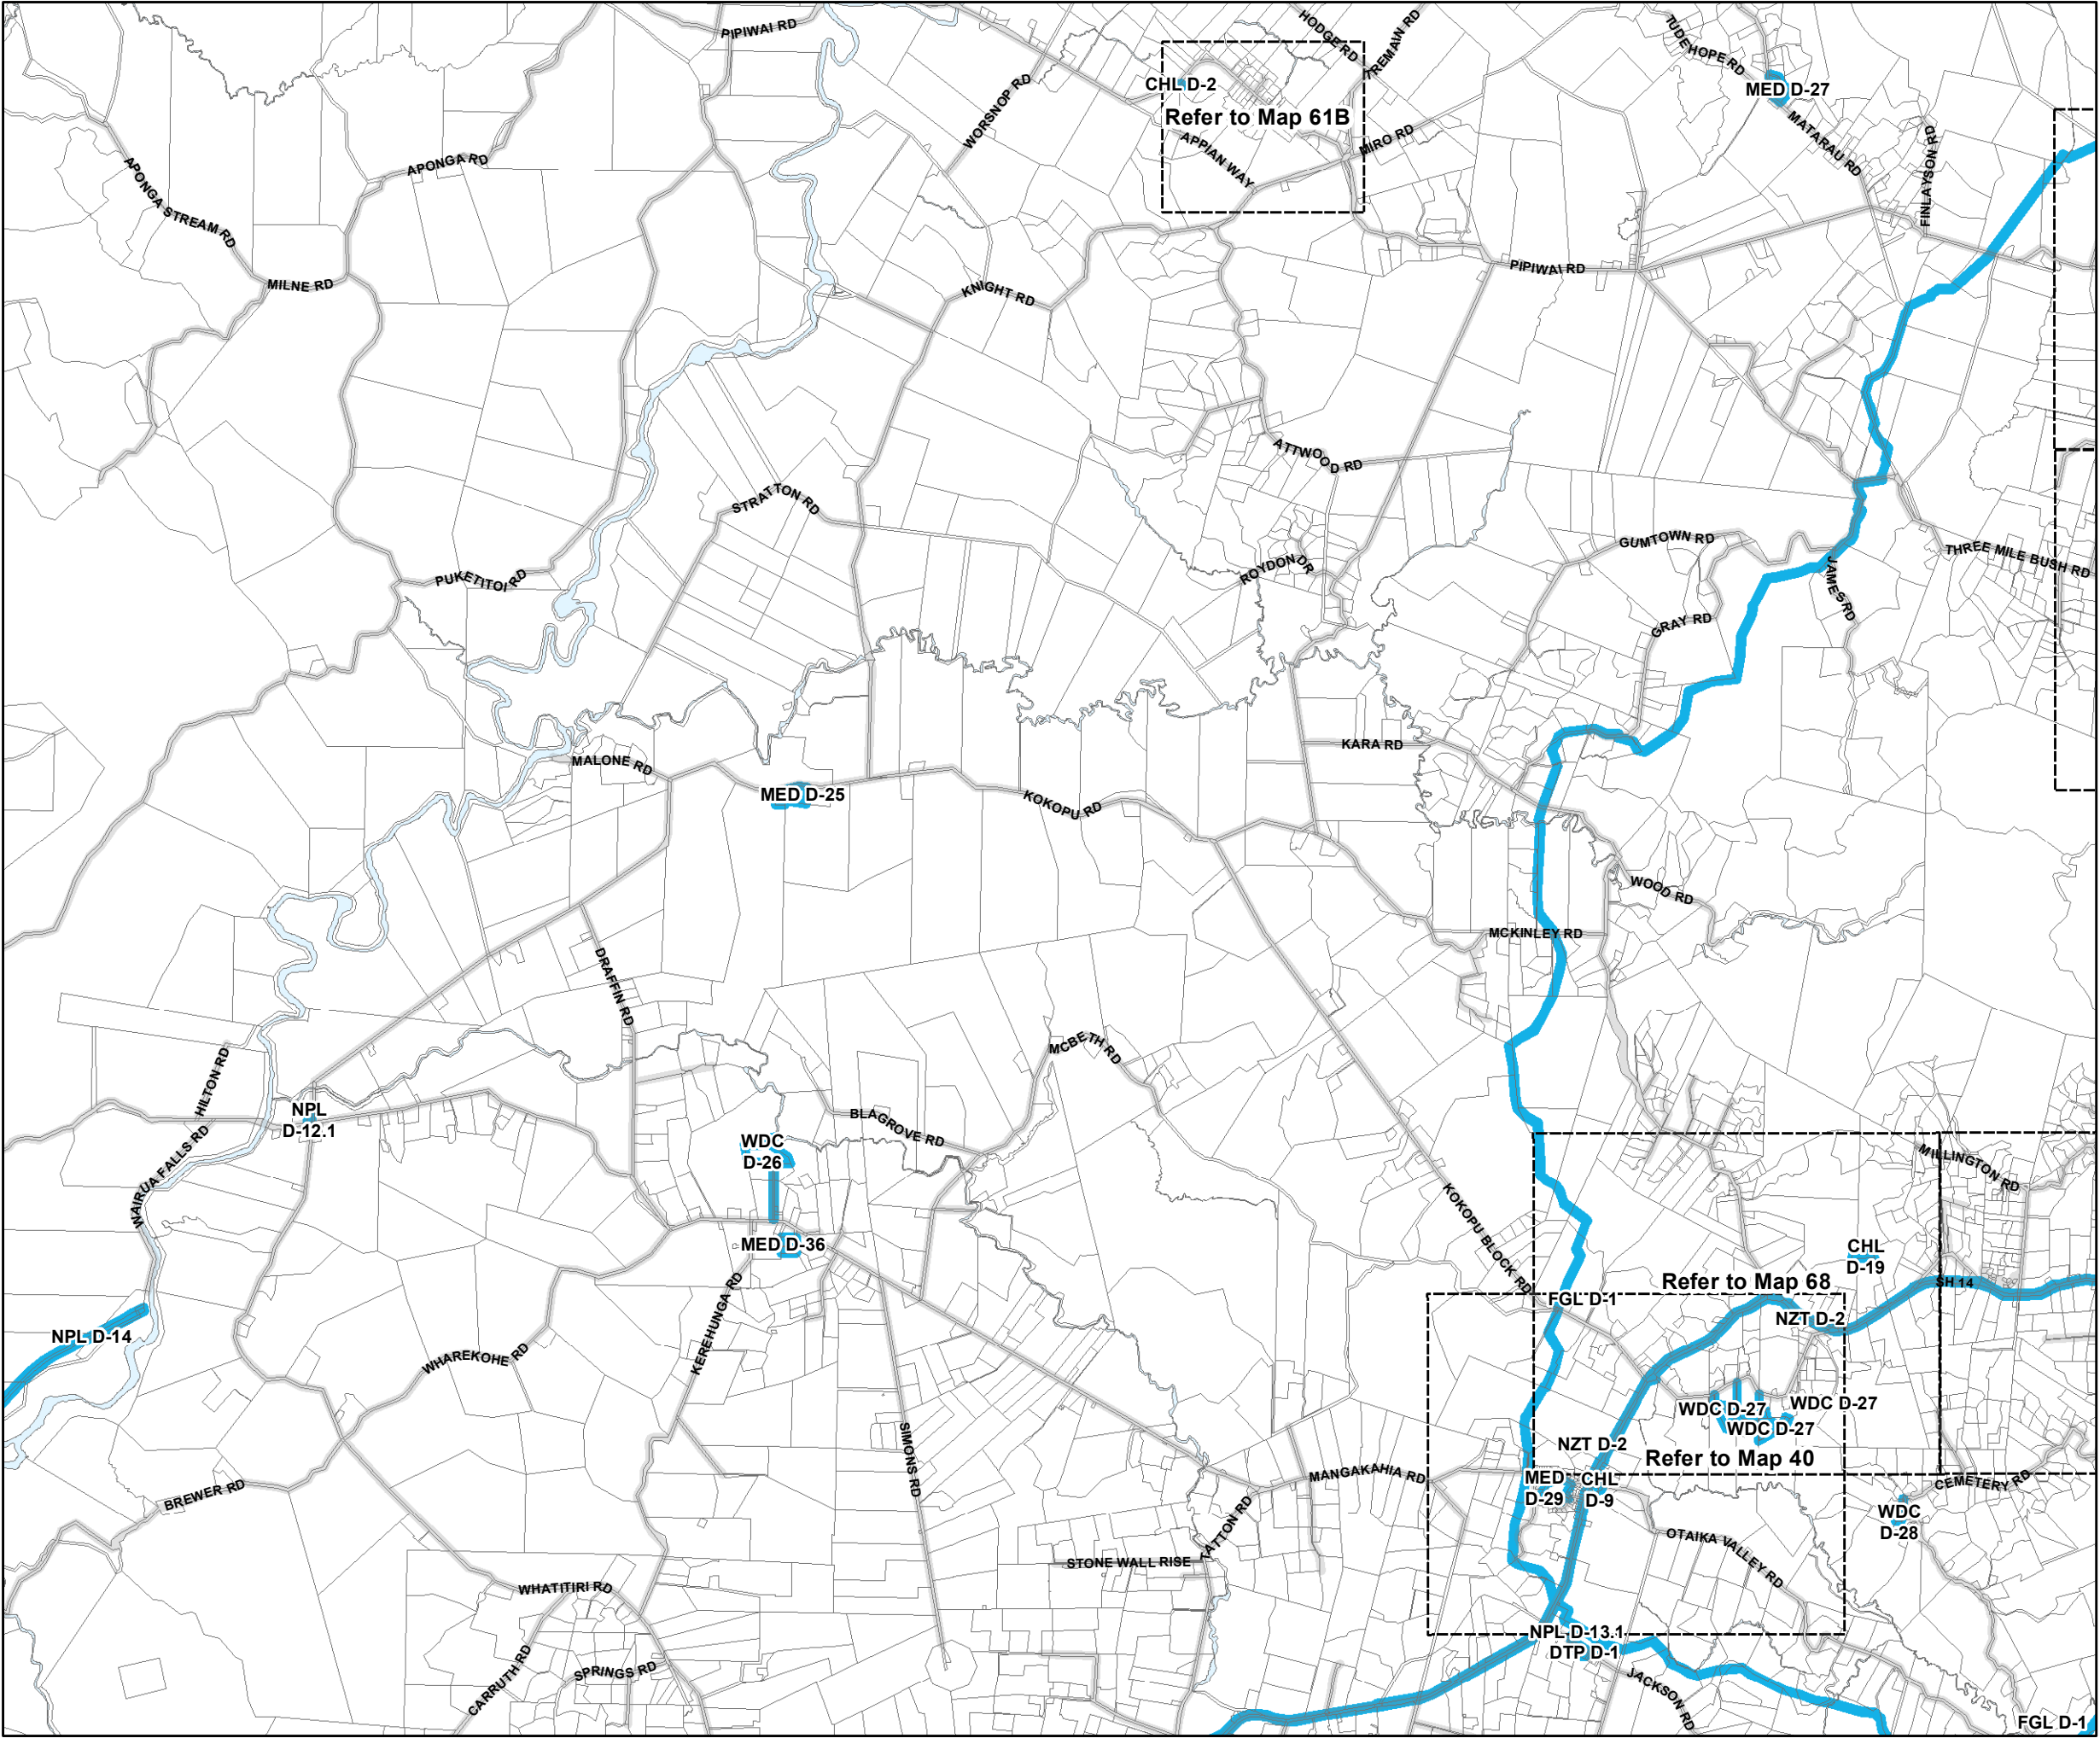 PIPIWAI RD
HODGE RD
TREMAIN RD
TUDEHOPE RD
CHL D-2
MED D-27
WORSNOP RD
Refer to Map 61B
APPIAN WAY
MIRO RD
MATARAU RD
FINLAYSON RD
APONGA RD
APONGA STREAM RD
MILNE RD
KNIGHT RD
PIPIWAI RD
ATTWOOD RD
STRATTON RD
PUKETITOI RD
ROYDON DR
GUMTOWN RD
JAMES RD
THREE MILE BUSH RD
GRAY RD
MALONE RD
KARA RD
MED D-25
KOKOPU RD
WOOD RD
MCKINLEY RD
DRAFFIN RD
MCBETH RD
HILTON RD
NPL
D-12.1
WAIRUA FALLS RD
BLAGROVE RD
WDC
D-26
MILLINGTON RD
KOKOPU BLOCK RD
MED D-36
CHL
D-19
SH 14
Refer to Map 68
FGL D-1
NZT D-2
KEREHUNGA RD
NPL D-14
WHAREKOHE RD
WDC D-27
WDC D-27
WDC D-27
NZT D-2
Refer to Map 40
SIMONS RD
MANGAKAHIA RD
MED
D-29
CHL
D-9
CEMETERY RD
BREWER RD
TATTON RD
WDC
D-28
OTAIKA VALLEY RD
STONE WALL RISE
WHATITIRI RD
NPL D-13.1
DTP D-1
CARRUTH RD
SPRINGS RD
JACKSON RD
FGL D-1